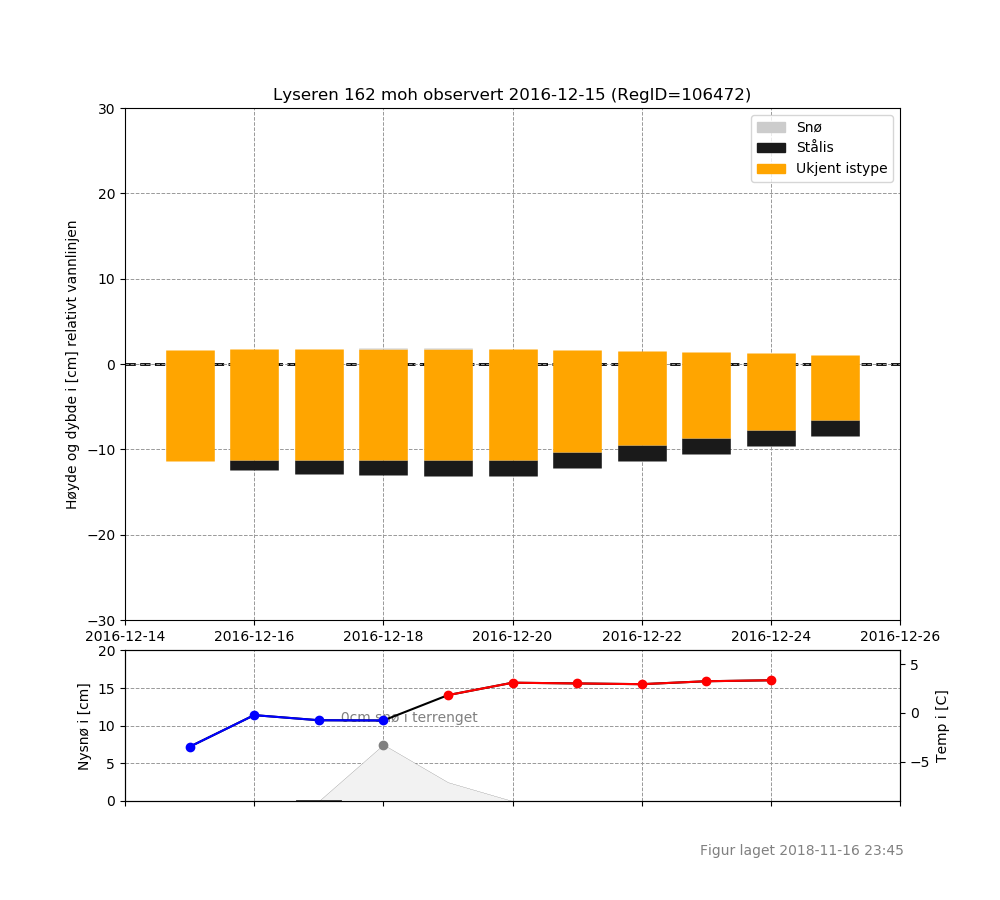 Lyseren 162 moh observert 2016-12-15 (RegID=106472)
30
20
10
0
−10
−20
−30
Høyde og dybde i [cm] relativt vannlinjen
Snø
Stålis
Ukjent istype
2016-12-14
2016-12-16
2016-12-18
2016-12-20
2016-12-22
2016-12-24
2016-12-26
20
15
10
5
0
Nysnø i [cm]
0cm snø i terrenget
5
0
−5
Temp i [C]
Figur laget 2018-11-16 23:45